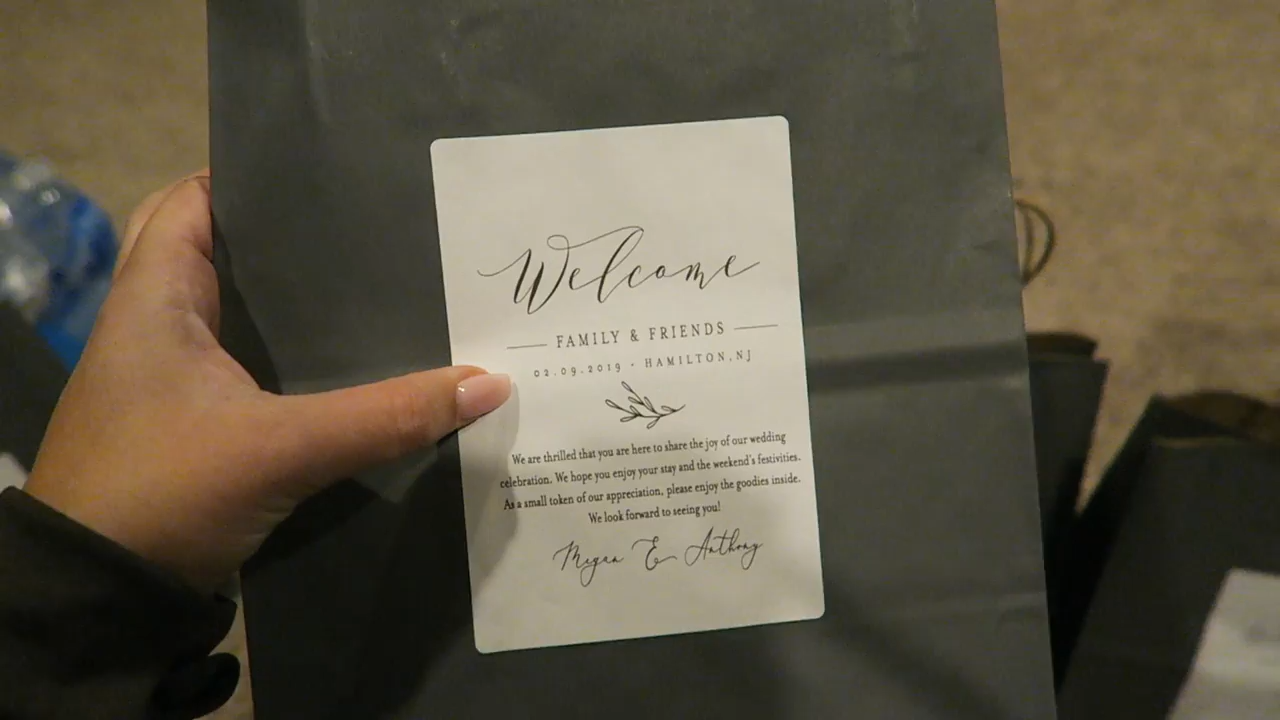 Welcome
FAMILY & FRIENDS
02.09.2019 · HAMILTON, NJ
We are thrilled that you are here to share the joy of our wedding
celebration. We hope you enjoy your stay and the weekend's festivities.
As a small token of our appreciation, please enjoy the goodies inside.
We look forward to seeing you!
Megan & Anthony